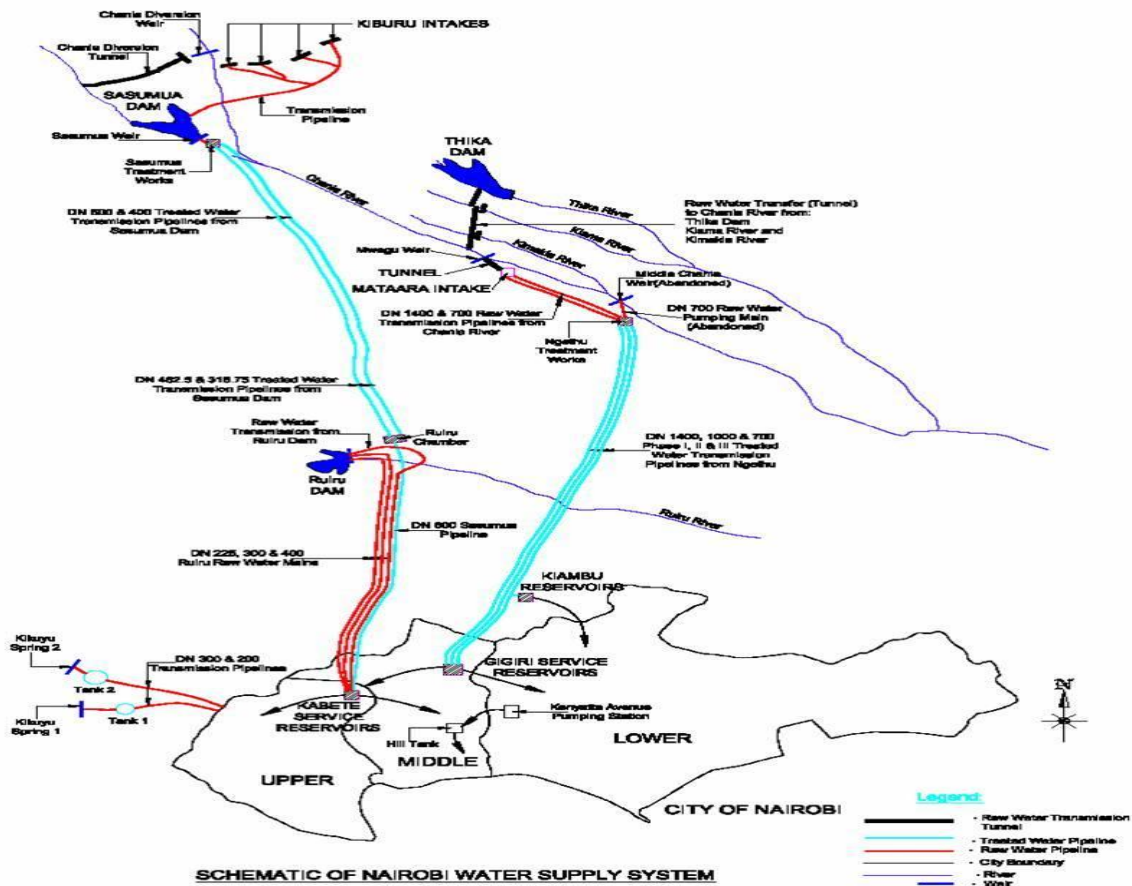 Chania Diversion
Weir
KIBURU INTAKES
Chania Diversion
Tunnel
SASUMUA
DAM
Transmission
Pipeline
Sasumua Weir
Sasumua
Treatment
Works
THIKA
DAM
Chania River
Thika River
Raw Water Transfer (Tunnel)
to Chania River from:
Thika Dam
Kiama River and
Kimakia River
Kiama River
Kimakia River
DN 600 & 400 Treated Water
Transmission Pipelines from
Sasumua Dam
Mwagu Weir
TUNNEL
MATAARA INTAKE
Middle Chania
Weir(Abandoned)
DN 1400 & 700 Raw Water
Transmission Pipelines from
Chania River
DN 700 Raw Water
Pumping Main
(Abandoned)
Ngethu
Treatment
Works
DN 462.5 & 318.75 Treated Water
Transmission Pipelines from
Sasumua Dam
Raw Water
Transmission from
Ruiru Dam
Ruiru
Chamber
DN 1400, 1000 & 700
Phase I, II & III Treated
Water Transmission
Pipelines from Ngethu
Ruiru
DAM
Ruiru River
DN 600 Sasumua
Pipeline
DN 225, 300 & 400
Ruiru Raw Water Mains
KIAMBU
RESERVOIRS
Kikuyu
Spring 2
DN 300 & 200
Transmission Pipelines
GIGIRI SERVICE
RESERVOIRS
Tank 2
Kikuyu
Spring 1
Tank 1
KABETE
SERVICE
RESERVOIRS
Kenyatta Avenue
Pumping Station
N
Hill Tank
LOWER
MIDDLE
UPPER
CITY OF NAIROBI
Legend:
- Raw Water Transmission
Tunnel
- Treated Water Pipeline
- Raw Water Pipeline
- City Boundary
- River
- Weir
SCHEMATIC OF NAIROBI WATER SUPPLY SYSTEM